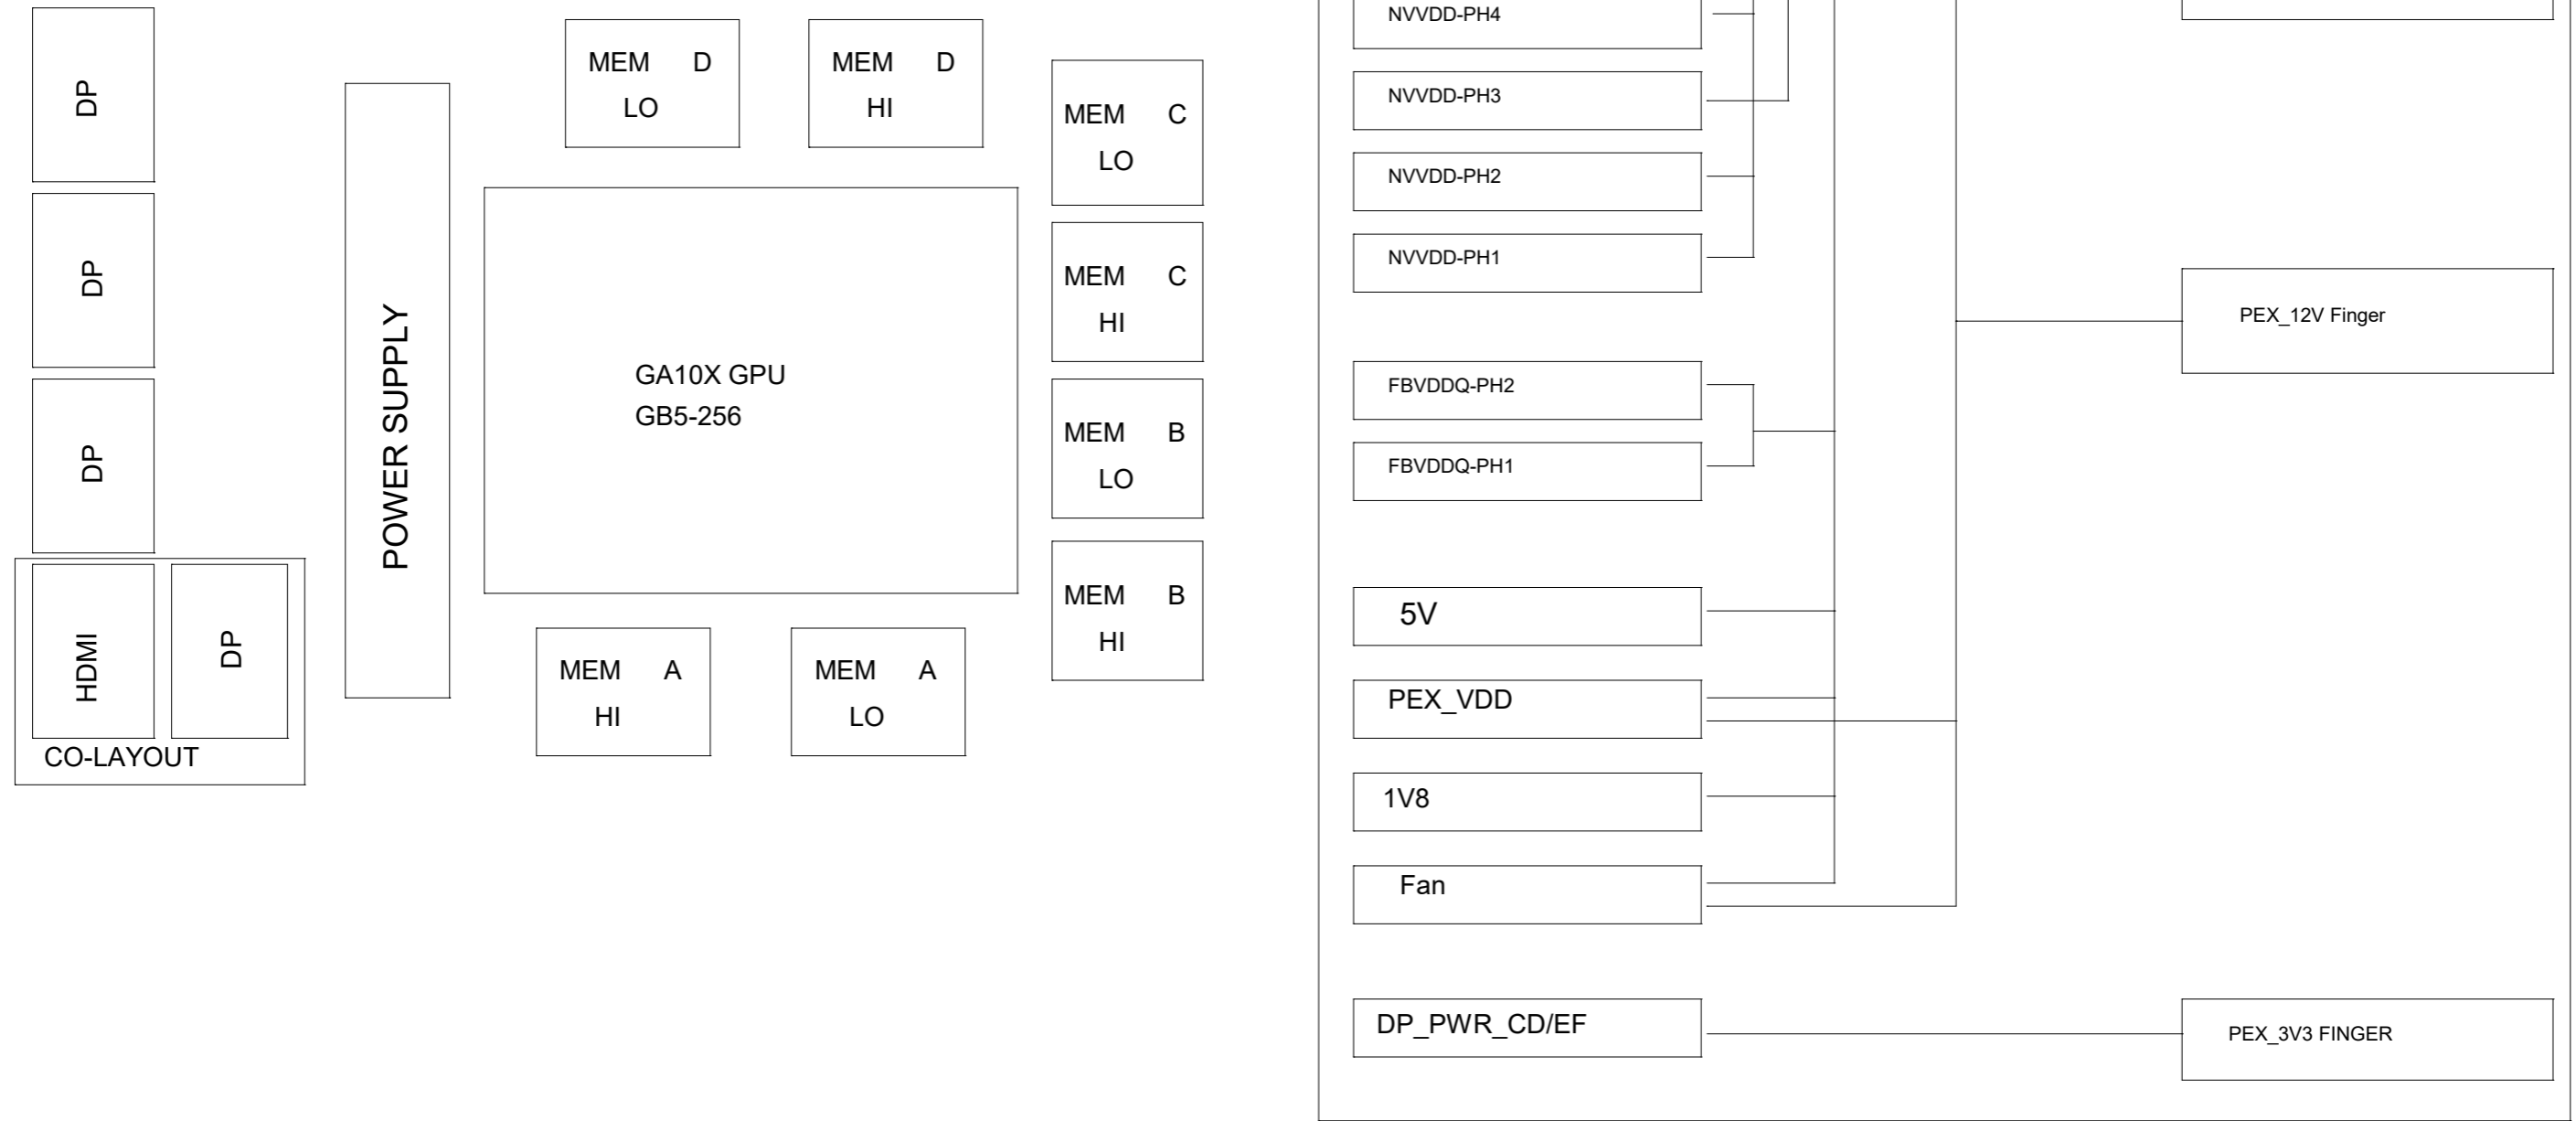 DP
DP
DP
HDMI
DP
CO-LAYOUT
POWER SUPPLY
MEM D
LO
MEM D
HI
MEM C
LO
MEM C
HI
MEM B
LO
MEM B
HI
GA10X GPU
GB5-256
MEM A
HI
MEM A
LO
NVVDD-PH4
NVVDD-PH3
NVVDD-PH2
NVVDD-PH1
FBVDDQ-PH2
FBVDDQ-PH1
5V
PEX_VDD
1V8
Fan
DP_PWR_CD/EF
PEX_12V Finger
PEX_3V3 FINGER